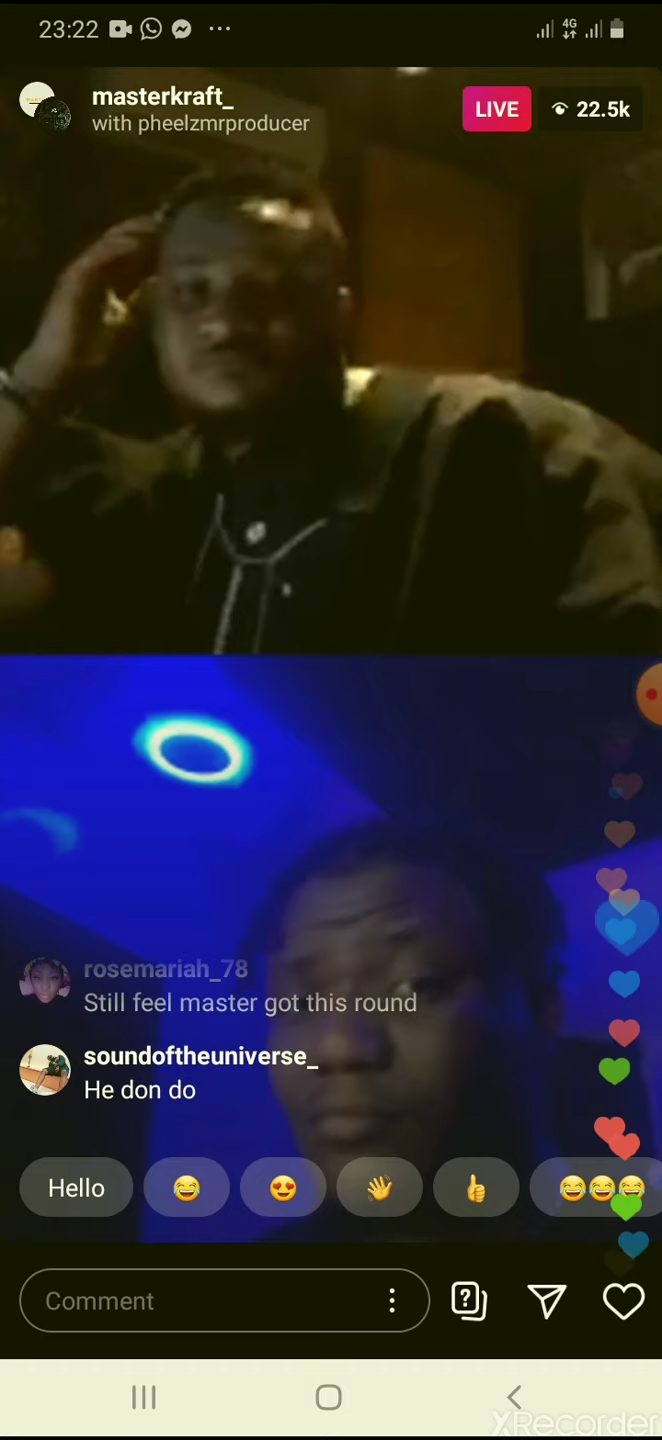 23:22
4G
masterkraft_
with pheelzmrproducer
LIVE
22.5k
rosemariah_78
Still feel master got this round
soundoftheuniverse_
He don do
Hello
Comment
XRecorder